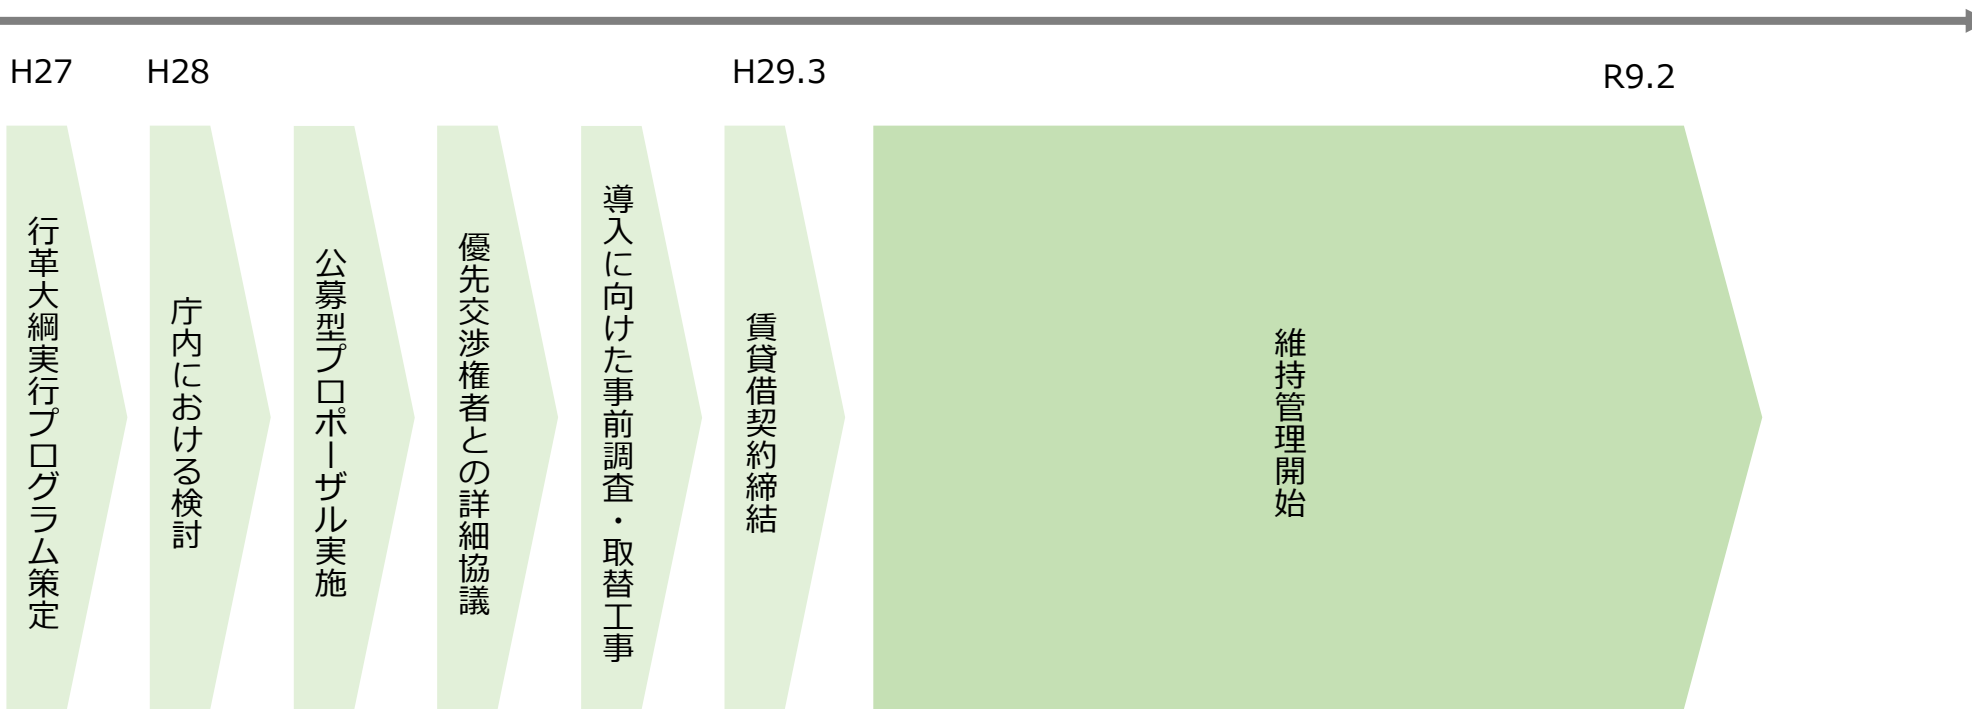 H27
H28
H29.3
R9.2
行革大綱実行プログラム策定
庁内における検討
公募型プロポーザル実施
優先交渉権者との詳細協議
導入に向けた事前調査・取替工事
賃貸借契約締結
維持管理開始